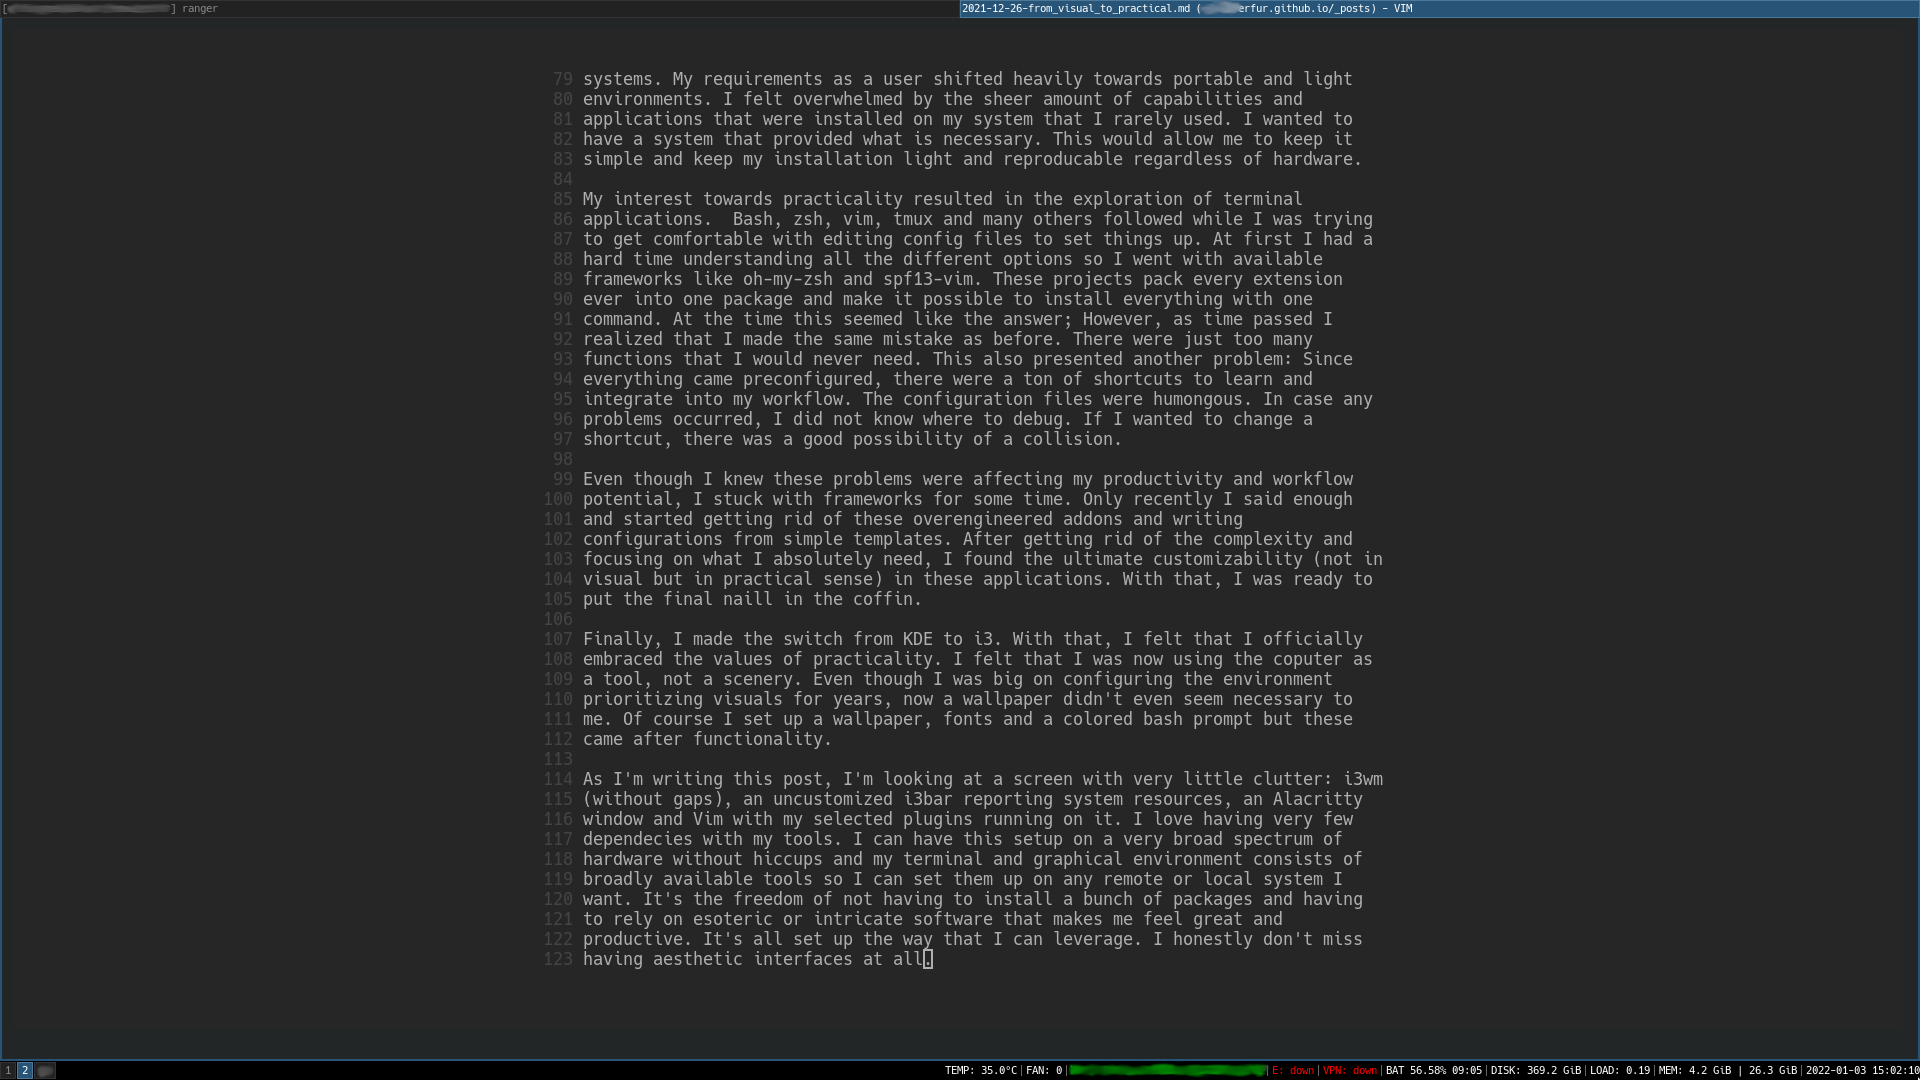 [ ] ranger
2021-12-26-from_visual_to_practical.md ( erfur.github.io/_posts) - VIM
79 systems. My requirements as a user shifted heavily towards portable and light
80 environments. I felt overwhelmed by the sheer amount of capabilities and
81 applications that were installed on my system that I rarely used. I wanted to
82 have a system that provided what is necessary. This would allow me to keep it
83 simple and keep my installation light and reproducable regardless of hardware.
84
85 My interest towards practicality resulted in the exploration of terminal
86 applications.  Bash, zsh, vim, tmux and many others followed while I was trying
87 to get comfortable with editing config files to set things up. At first I had a
88 hard time understanding all the different options so I went with available
89 frameworks like oh-my-zsh and spf13-vim. These projects pack every extension
90 ever into one package and make it possible to install everything with one
91 command. At the time this seemed like the answer; However, as time passed I
92 realized that I made the same mistake as before. There were just too many
93 functions that I would never need. This also presented another problem: Since
94 everything came preconfigured, there were a ton of shortcuts to learn and
95 integrate into my workflow. The configuration files were humongous. In case any
96 problems occurred, I did not know where to debug. If I wanted to change a
97 shortcut, there was a good possibility of a collision.
98
99 Even though I knew these problems were affecting my productivity and workflow
100 potential, I stuck with frameworks for some time. Only recently I said enough
101 and started getting rid of these overengineered addons and writing
102 configurations from simple templates. After getting rid of the complexity and
103 focusing on what I absolutely need, I found the ultimate customizability (not in
104 visual but in practical sense) in these applications. With that, I was ready to
105 put the final naill in the coffin.
106
107 Finally, I made the switch from KDE to i3. With that, I felt that I officially
108 embraced the values of practicality. I felt that I was now using the coputer as
109 a tool, not a scenery. Even though I was big on configuring the environment
110 prioritizing visuals for years, now a wallpaper didn't even seem necessary to
111 me. Of course I set up a wallpaper, fonts and a colored bash prompt but these
112 came after functionality.
113
114 As I'm writing this post, I'm looking at a screen with very little clutter: i3wm
115 (without gaps), an uncustomized i3bar reporting system resources, an Alacritty
116 window and Vim with my selected plugins running on it. I love having very few
117 dependecies with my tools. I can have this setup on a very broad spectrum of
118 hardware without hiccups and my terminal and graphical environment consists of
119 broadly available tools so I can set them up on any remote or local system I
120 want. It's the freedom of not having to install a bunch of packages and having
121 to rely on esoteric or intricate software that makes me feel great and
122 productive. It's all set up the way that I can leverage. I honestly don't miss
123 having aesthetic interfaces at all.
1 2 TEMP: 35.0°C | FAN: 0 | | E: down | VPN: down | BAT 56.58% 09:05 | DISK: 369.2 GiB | LOAD: 0.19 | MEM: 4.2 GiB | 26.3 GiB | 2022-01-03 15:02:10